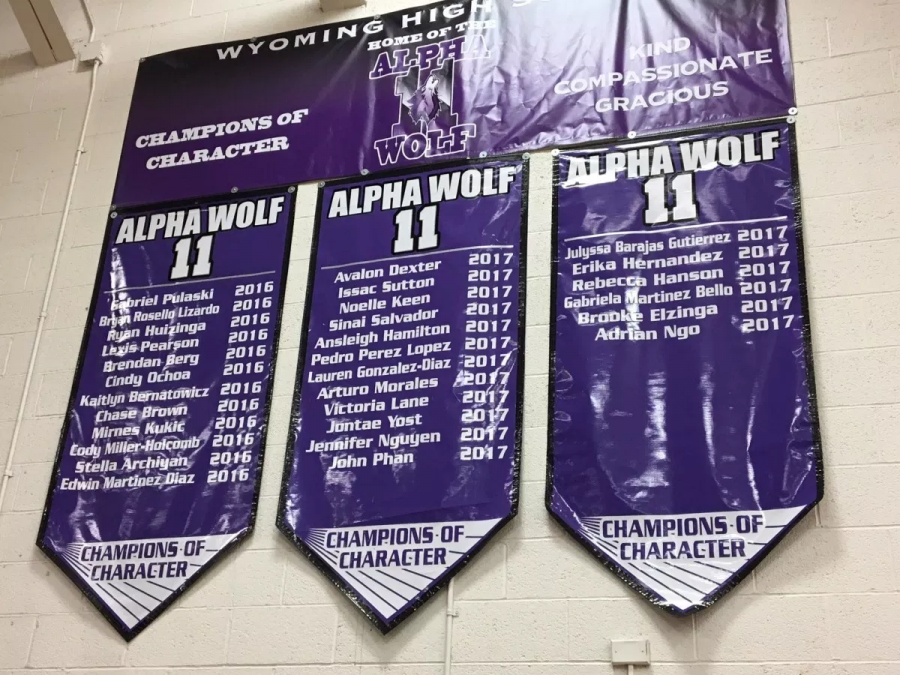 WYOMING HIGH
HOME OF THE
ALPHA
WOLF
CHAMPIONS OF
CHARACTER
KIND
COMPASSIONATE
GRACIOUS
ALPHA WOLF
11
Gabriel Pulaski 2016
Bryan Rosello Lizardo 2016
Ryan Huizinga 2016
Lexis Pearson 2016
Brendan Berg 2016
Cindy Ochoa 2016
Kaitlyn Bernatowicz 2016
Chase Brown 2016
Mirnes Kukic 2016
Cody Miller-Holcomb 2016
Stella Archiyan 2016
Edwin Martinez Diaz 2016
CHAMPIONS OF
CHARACTER
ALPHA WOLF
11
Avalon Dexter 2017
Issac Sutton 2017
Noelle Keen 2017
Sinai Salvador 2017
Ansleigh Hamilton 2017
Pedro Perez Lopez 2017
Lauren Gonzalez-Diaz 2017
Arturo Morales 2017
Victoria Lane 2017
Jontae Yost 2017
Jennifer Nguyen 2017
John Phan 2017
CHAMPIONS OF
CHARACTER
ALPHA WOLF
11
Julyssa Barajas Gutierrez 2017
Erika Hernandez 2017
Rebecca Hanson 2017
Gabriela Martinez Bello 2017
Brooke Elzinga 2017
Adrian Ngo 2017
CHAMPIONS OF
CHARACTER